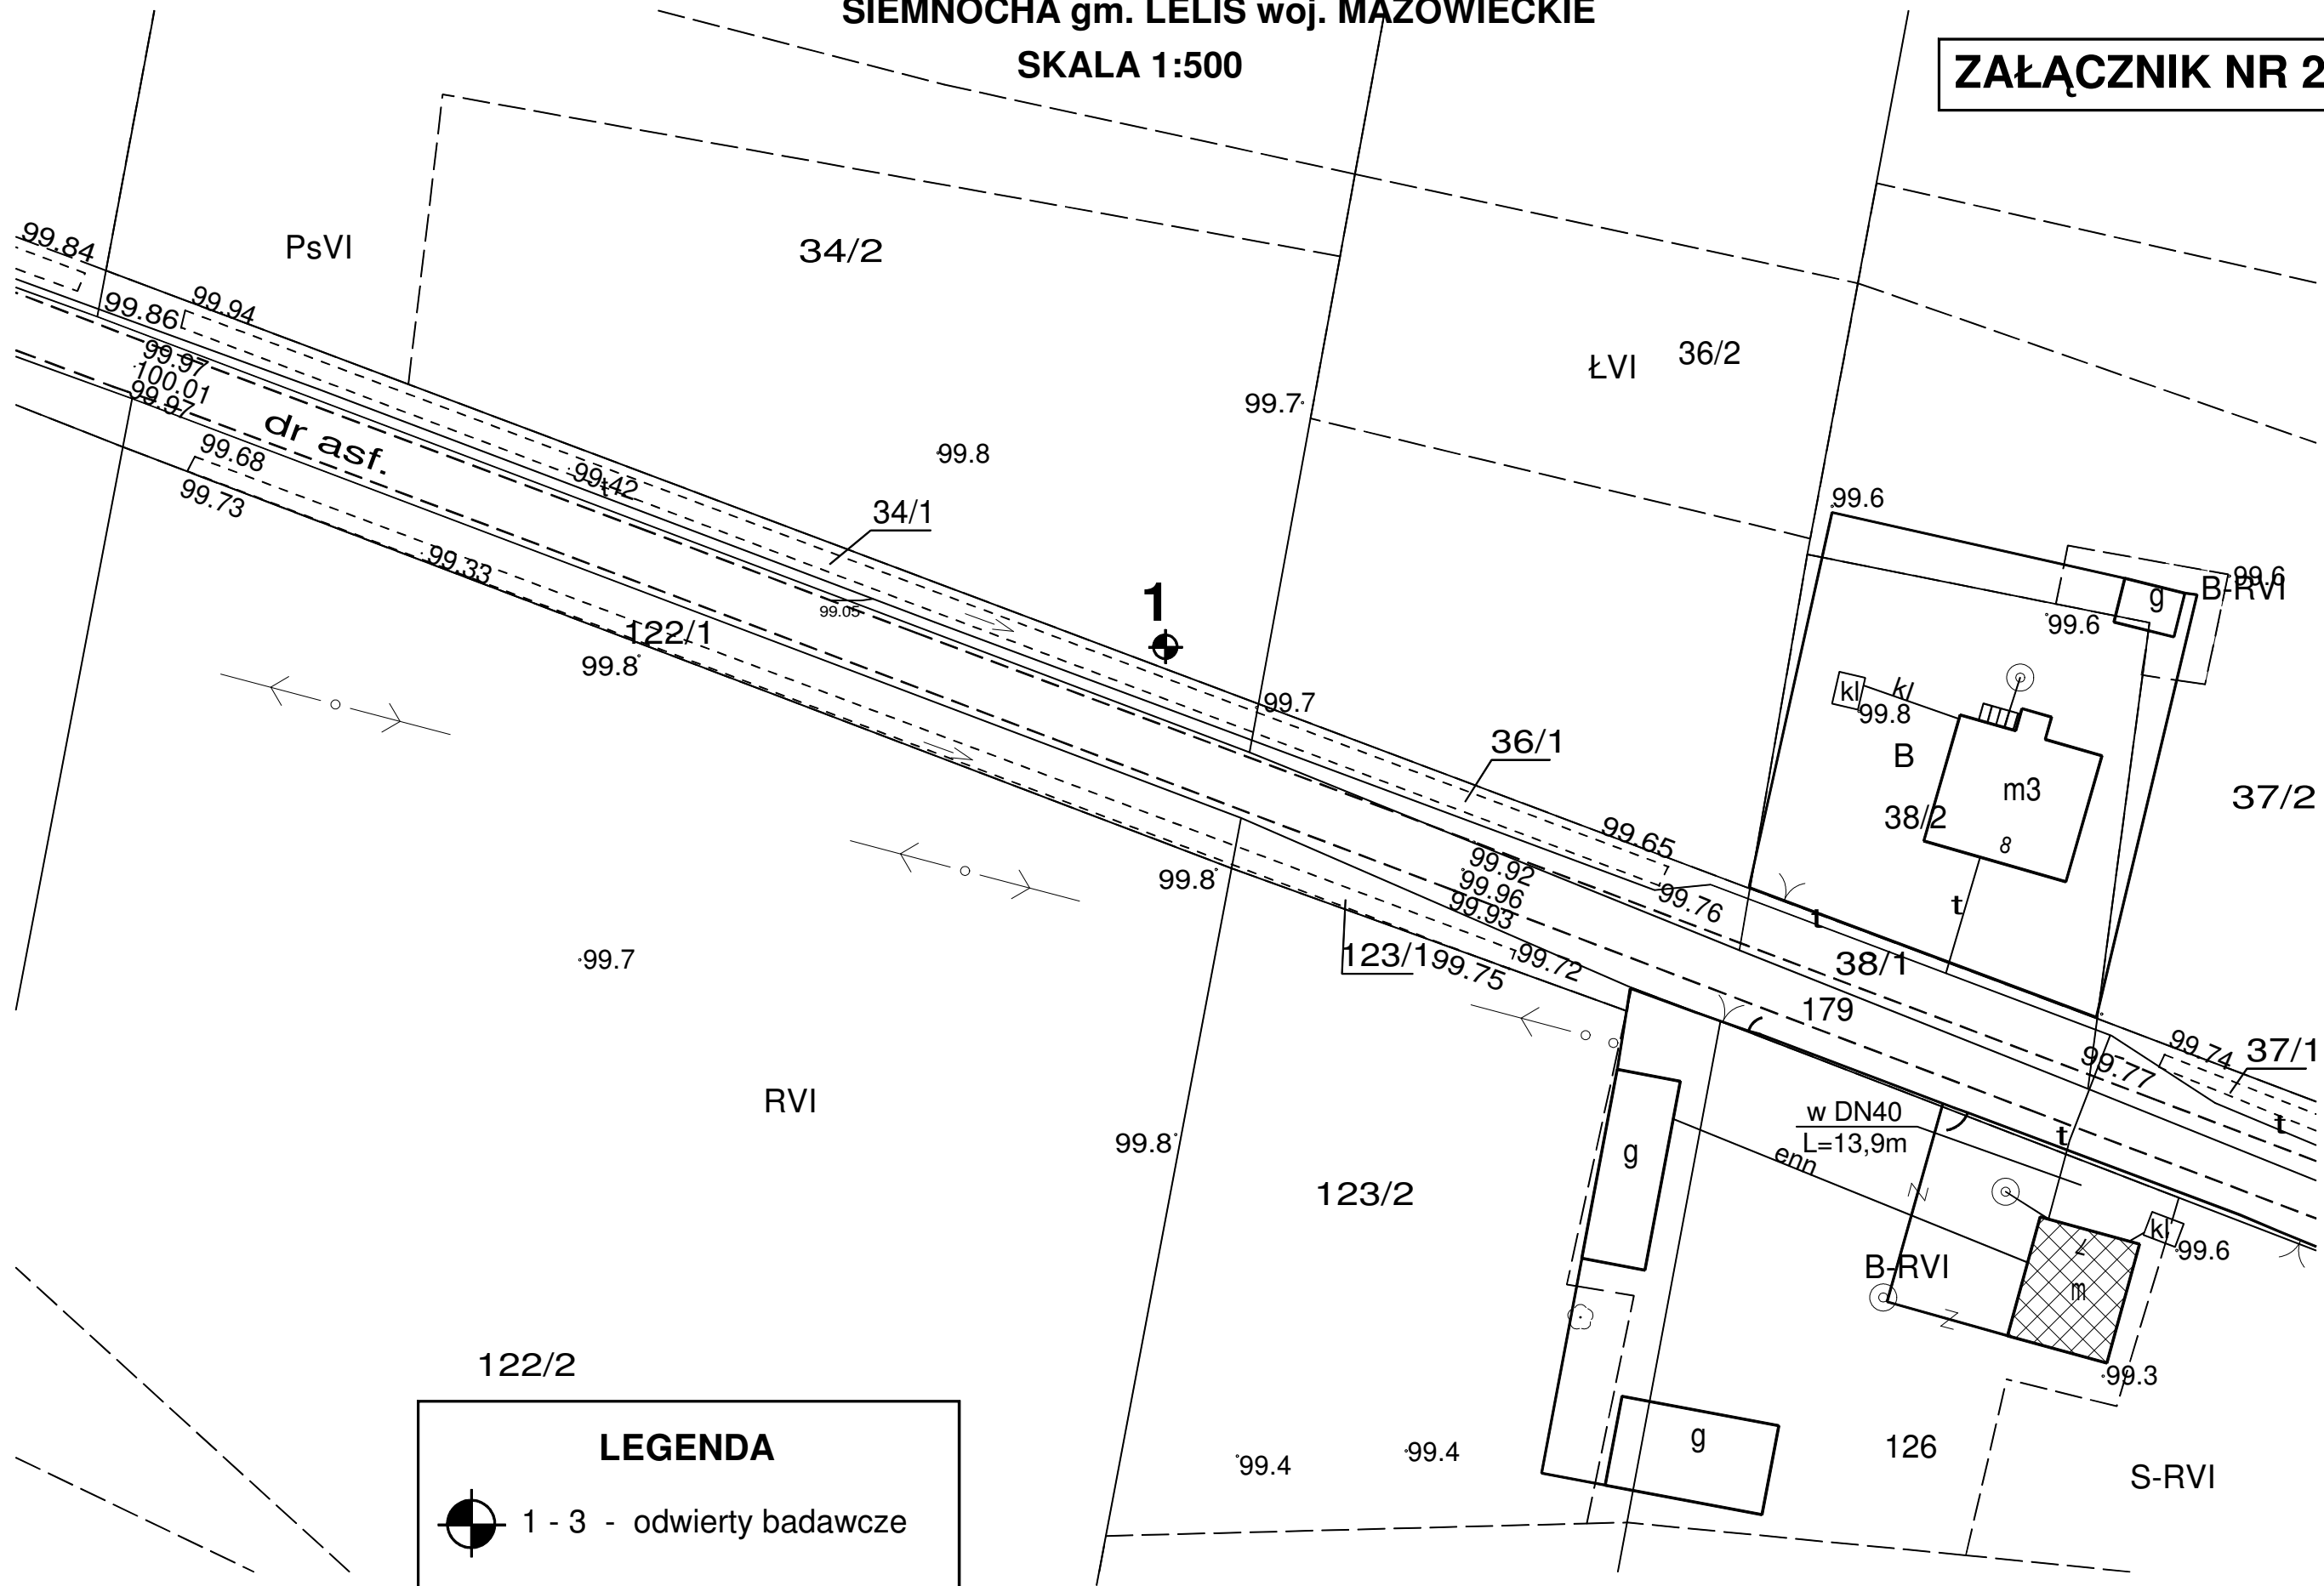 SIEMNOCHA gm. LELIS woj. MAZOWIECKIE
SKALA 1:500
ZAŁĄCZNIK NR 2
99.84
PsVI
34/2
99.86
99.94
99.97
100.01
99.97
dr asf.
99.68
99.73
99.42
t
99.8
99.7
ŁVI
36/2
34/1
99.33
99.05
122/1
99.8
1
99.7
36/1
99.6
99.6
B-RVI
g
99.6
kl
kl
99.8
B
m3
38/2
8
37/2
99.65
99.92
99.96
99.93
99.76
t
t
99.8
99.7
123/1
99.75
99.72
38/1
179
99.74
37/1
99.77
t
t
RVI
99.8
w DN40
L=13,9m
enn
g
123/2
kl
99.6
B-RVI
m
99.3
122/2
g
126
S-RVI
99.4
99.4
LEGENDA
1 - 3 - odwierty badawcze